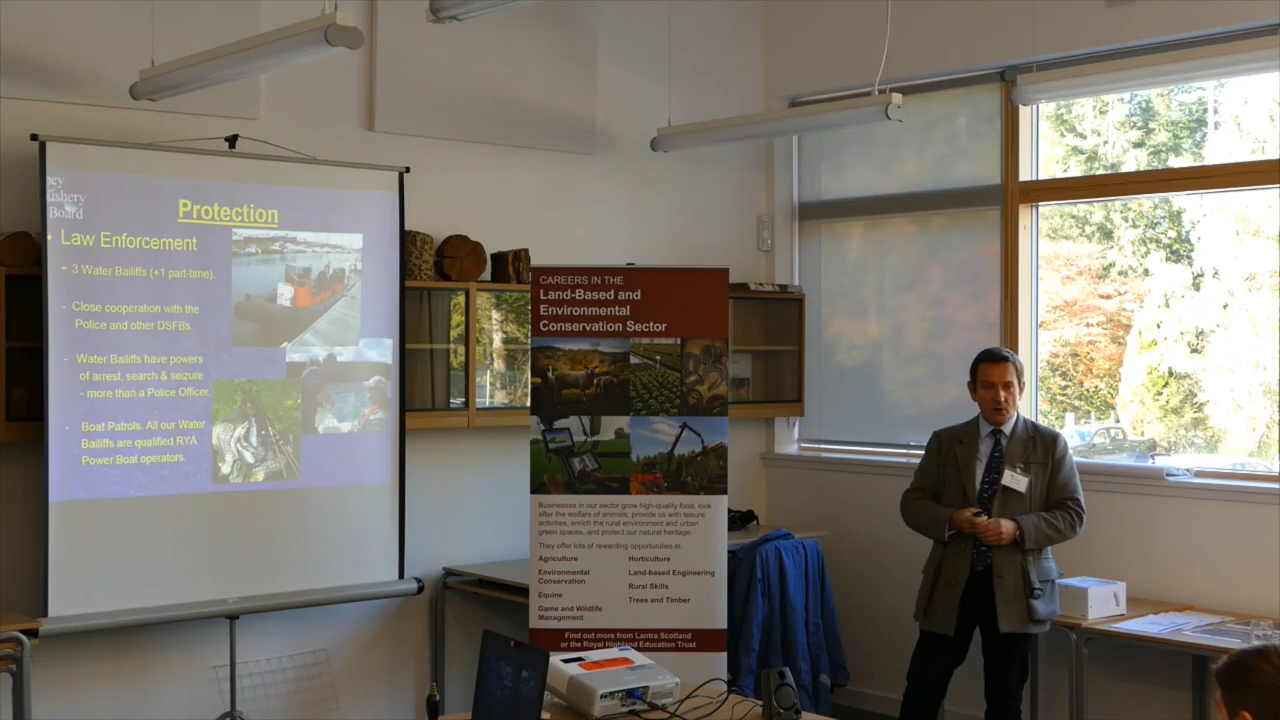 pey
Fishery
Board
Protection
• Law Enforcement
- 3 Water Bailiffs (+1 part-time).
- Close cooperation with the
Police and other DSFBs.
- Water Bailiffs have powers
of arrest, search & seizure
- more than a Police Officer.
- Boat Patrols. All our Water
Bailiffs are qualified RYA
Power Boat operators.
CAREERS IN THE
Land-Based and
Environmental
Conservation Sector
Businesses in our sector grow high-quality food, look
after the welfare of animals, provide us with leisure
activities, enrich the rural environment and urban
green spaces, and protect our natural heritage.
They offer lots of rewarding opportunities in:
Agriculture
Environmental
Conservation
Equine
Game and Wildlife
Management
Horticulture
Land-based Engineering
Rural Skills
Trees and Timber
Find out more from Lantra Scotland
or the Royal Highland Education Trust